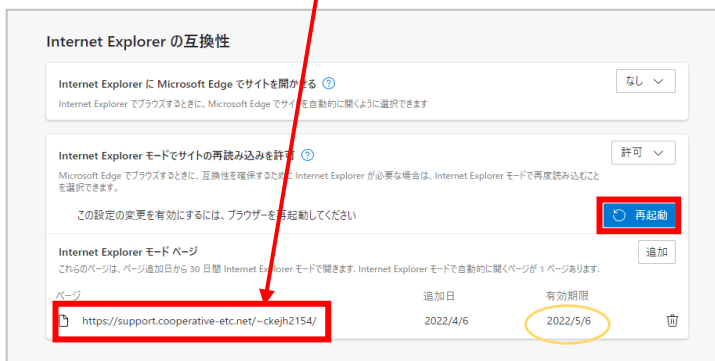 Internet Explorer の互換性
Internet Explorer に Microsoft Edge でサイトを開かせる
なし
Internet Explorer でブラウズするときに、Microsoft Edge でサイトを自動的に開くように選択できます
Internet Explorer モードでサイトの再読み込みを許可
許可
Microsoft Edge でブラウズするときに、互換性を確保するために Internet Explorer が必要な場合は、Internet Explorer モードで再度読み込むこと
を選択できます。
この設定の変更を有効にするには、ブラウザーを再起動してください
再起動
Internet Explorer モード ページ
追加
これらのページは、ページ追加日から 30 日間 Internet Explorer モードで開きます. Internet Explorer モードで自動的に開くページが 1 ページあります.
ページ 追加日 有効期限
https://support.cooperative-etc.net/~ckejh2154/ 2022/4/6 2022/5/6